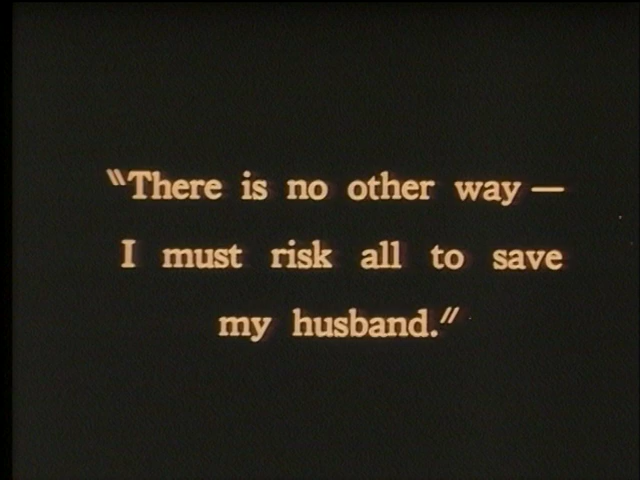 "There is no other way —
I must risk all to save
my husband."